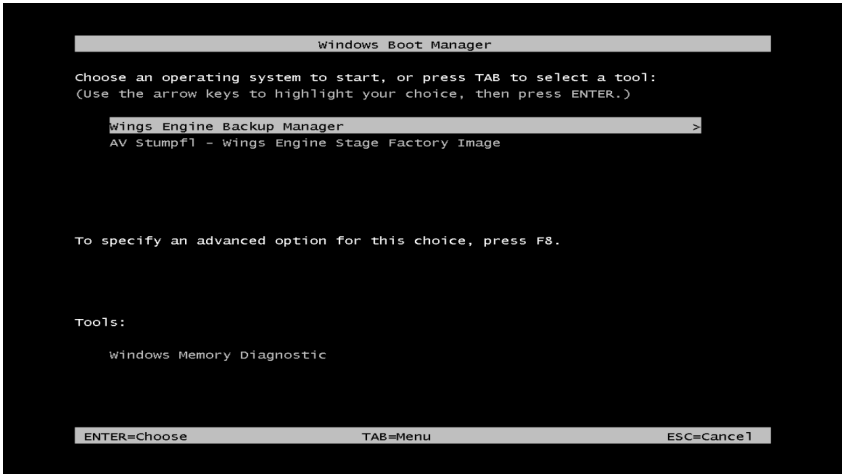 Windows Boot Manager
Choose an operating system to start, or press TAB to select a tool:
(Use the arrow keys to highlight your choice, then press ENTER.)
Wings Engine Backup Manager >
AV Stumpfl - Wings Engine Stage Factory Image
To specify an advanced option for this choice, press F8.
Tools:
Windows Memory Diagnostic
ENTER=Choose TAB=Menu ESC=Cancel